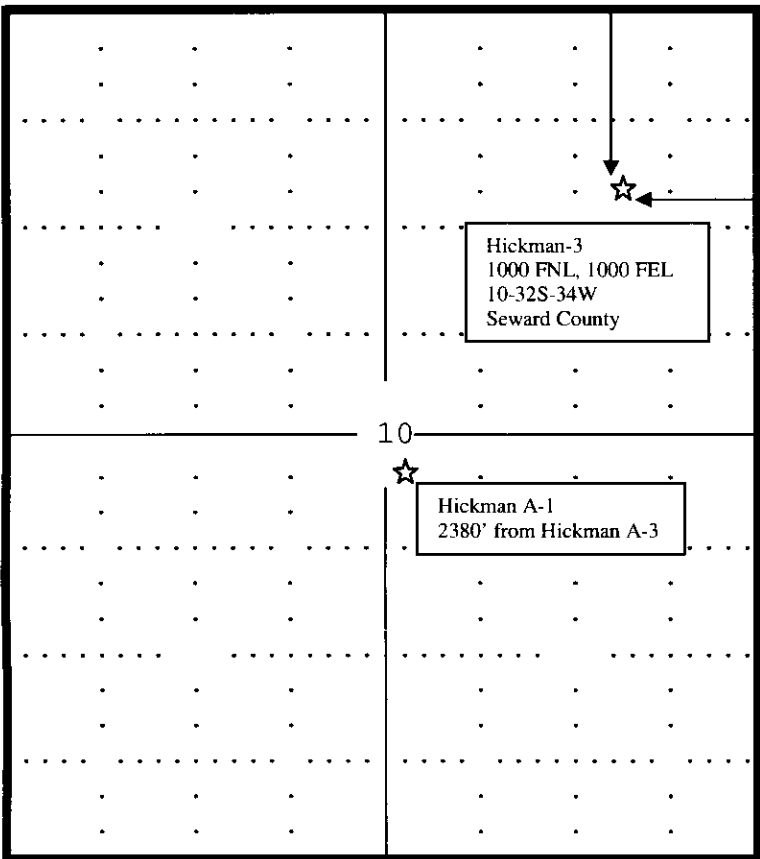 Hickman-3
1000 FNL, 1000 FEL
10-32S-34W
Seward County
10
Hickman A-1
2380' from Hickman A-3